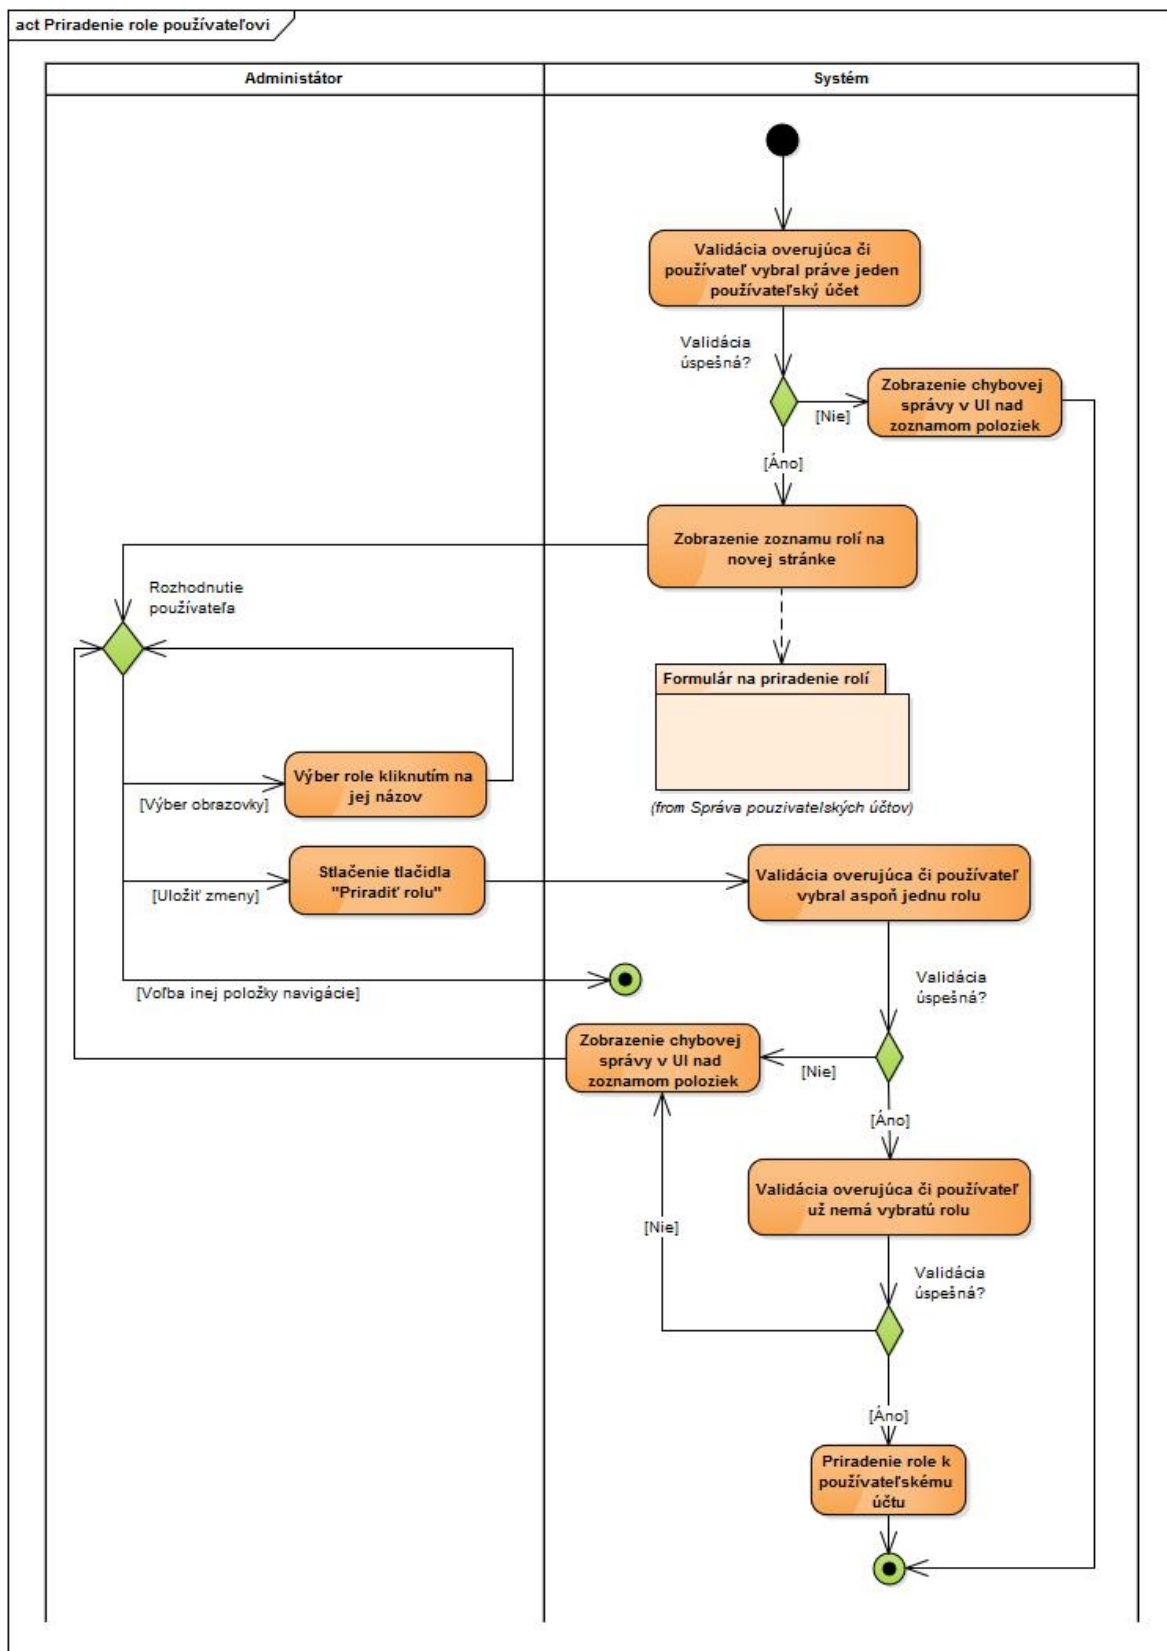 act Priradenie role používateľovi
Administátor
Systém
Validácia overujúca či
používateľ vybral práve jeden
používateľský účet
Validácia
úspešná?
[Nie]
Zobrazenie chybovej
správy v UI nad
zoznamom poloziek
[Áno]
Zobrazenie zoznamu rolí na
novej stránke
Rozhodnutie
používateľa
Formulár na priradenie rolí
(from Správa pouzivatelských účtov)
Výber role kliknutím na
jej názov
[Výber obrazovky]
Stlačenie tlačidla
"Priradiť rolu"
[Uložiť zmeny]
Validácia overujúca či používateľ
vybral aspoň jednu rolu
[Voľba inej položky navigácie]
Validácia
úspešná?
Zobrazenie chybovej
správy v UI nad
zoznamom poloziek
[Nie]
[Áno]
Validácia overujúca či používateľ
už nemá vybratú rolu
[Nie]
Validácia
úspešná?
[Áno]
Priradenie role k
používateľskému
účtu